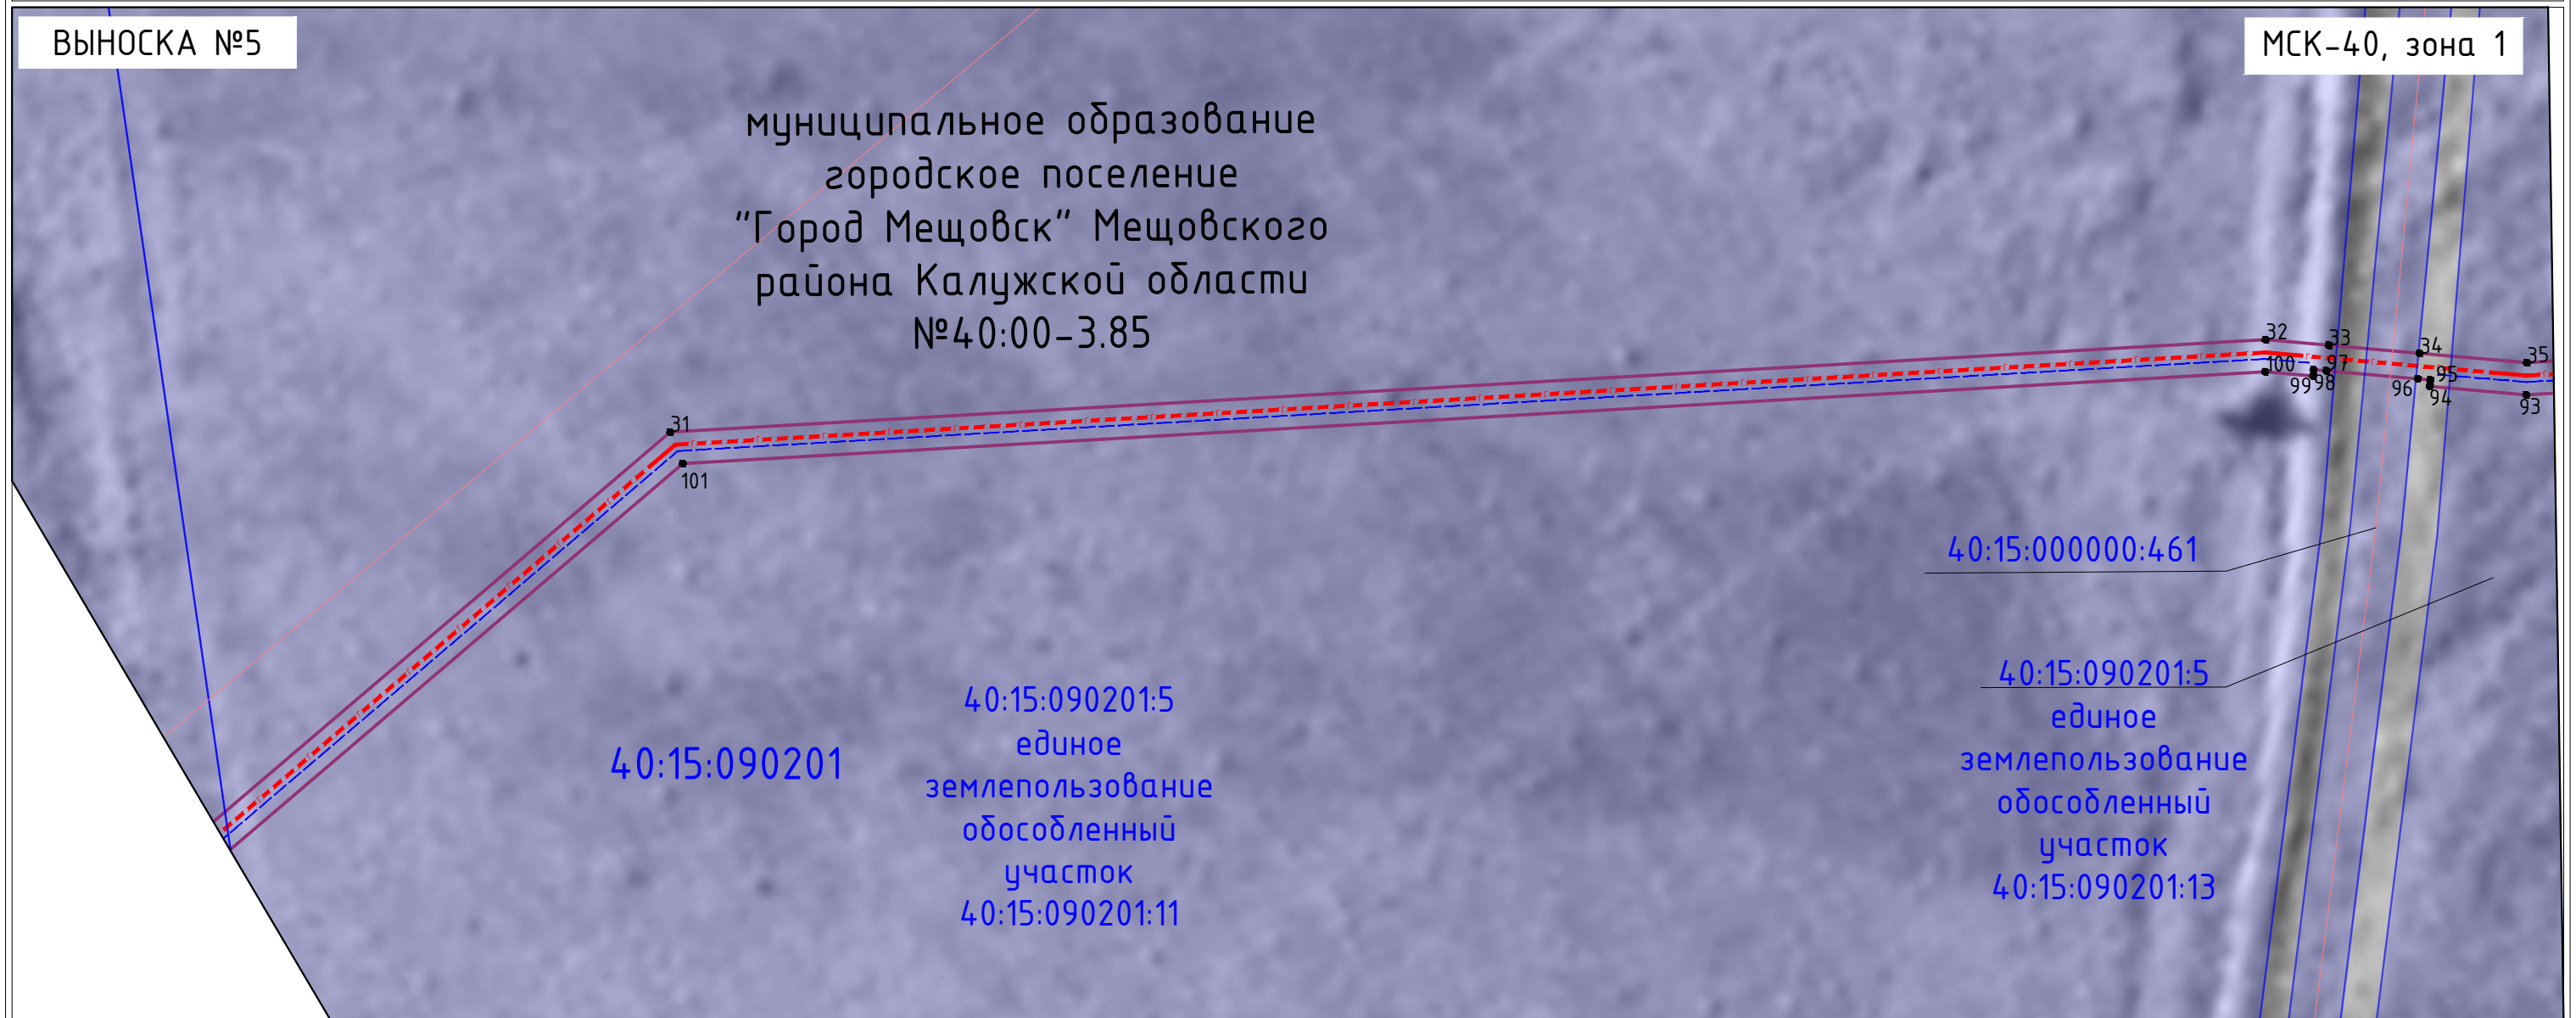 ВЫНОСКА №5
МСК-40, зона 1
муниципальное образование
городское поселение
"Город Мещовск" Мещовского
района Калужской области
№40:00-3.85
32
33
34
35
100
97
95
99
98
96
94
93
31
101
40:15:000000:461
40:15:090201
40:15:090201:5
единое
землепользование
обособленный
участок
40:15:090201:11
40:15:090201:5
единое
землепользование
обособленный
участок
40:15:090201:13